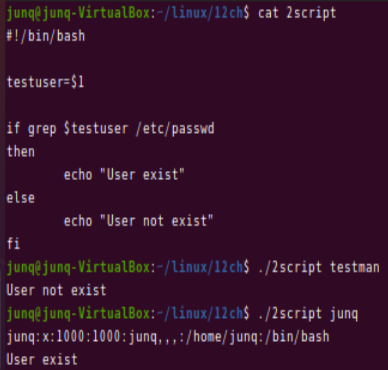 junq@junq-VirtualBox:~/linux/12ch$ cat 2script
#!/bin/bash
testuser=$1
if grep $testuser /etc/passwd
then
echo "User exist"
else
echo "User not exist"
fi
junq@junq-VirtualBox:~/linux/12ch$ ./2script testman
User not exist
junq@junq-VirtualBox:~/linux/12ch$ ./2script junq
junq:x:1000:1000:junq,,,:/home/junq:/bin/bash
User exist